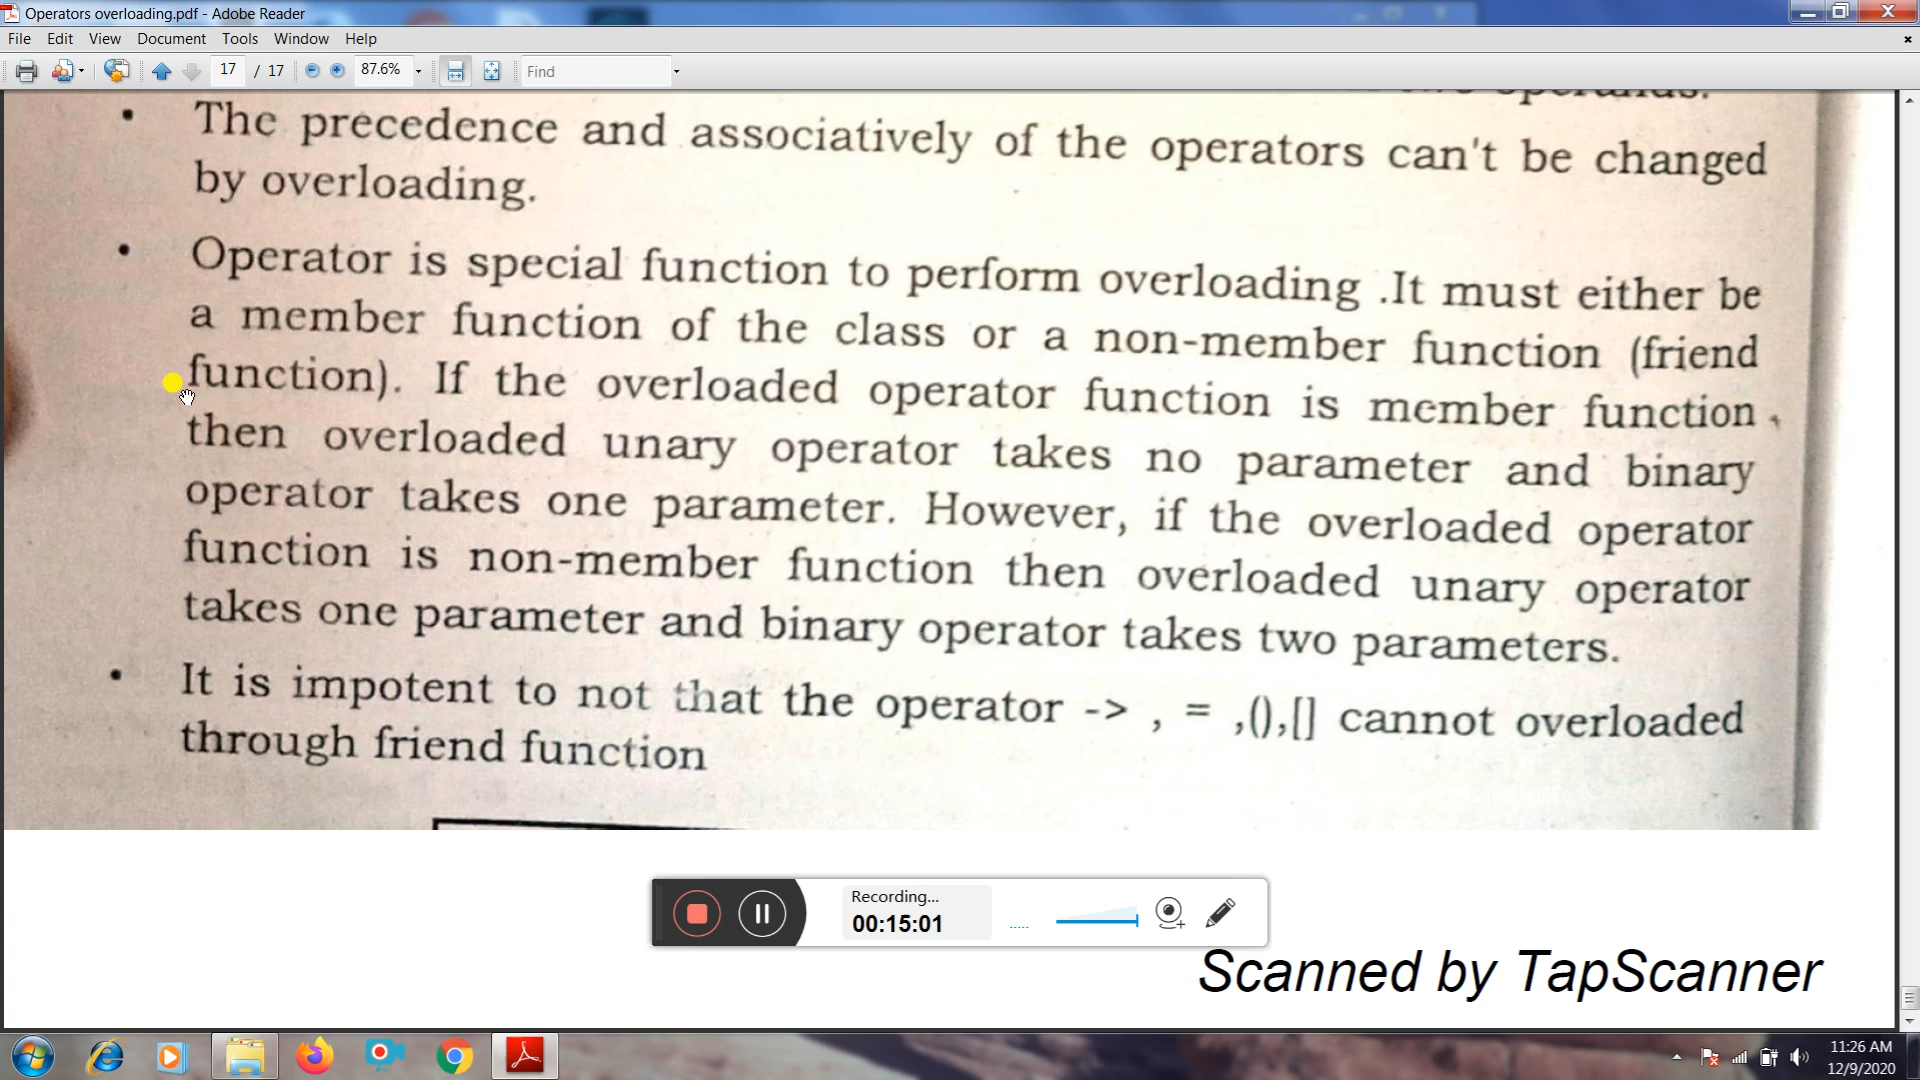 Operators overloading.pdf - Adobe Reader
File Edit View Document Tools Window Help
17 / 17 87.6% Find
• The precedence and associatively of the operators can't be changed
by overloading.
• Operator is special function to perform overloading .It must either be
a member function of the class or a non-member function (friend
function). If the overloaded operator function is member function
then overloaded unary operator takes no parameter and binary
operator takes one parameter. However, if the overloaded operator
function is non-member function then overloaded unary operator
takes one parameter and binary operator takes two parameters.
• It is impotent to not that the operator -> , = ,(),[] cannot overloaded
through friend function
Recording...
00:15:01
Scanned by TapScanner
11:26 AM
12/9/2020